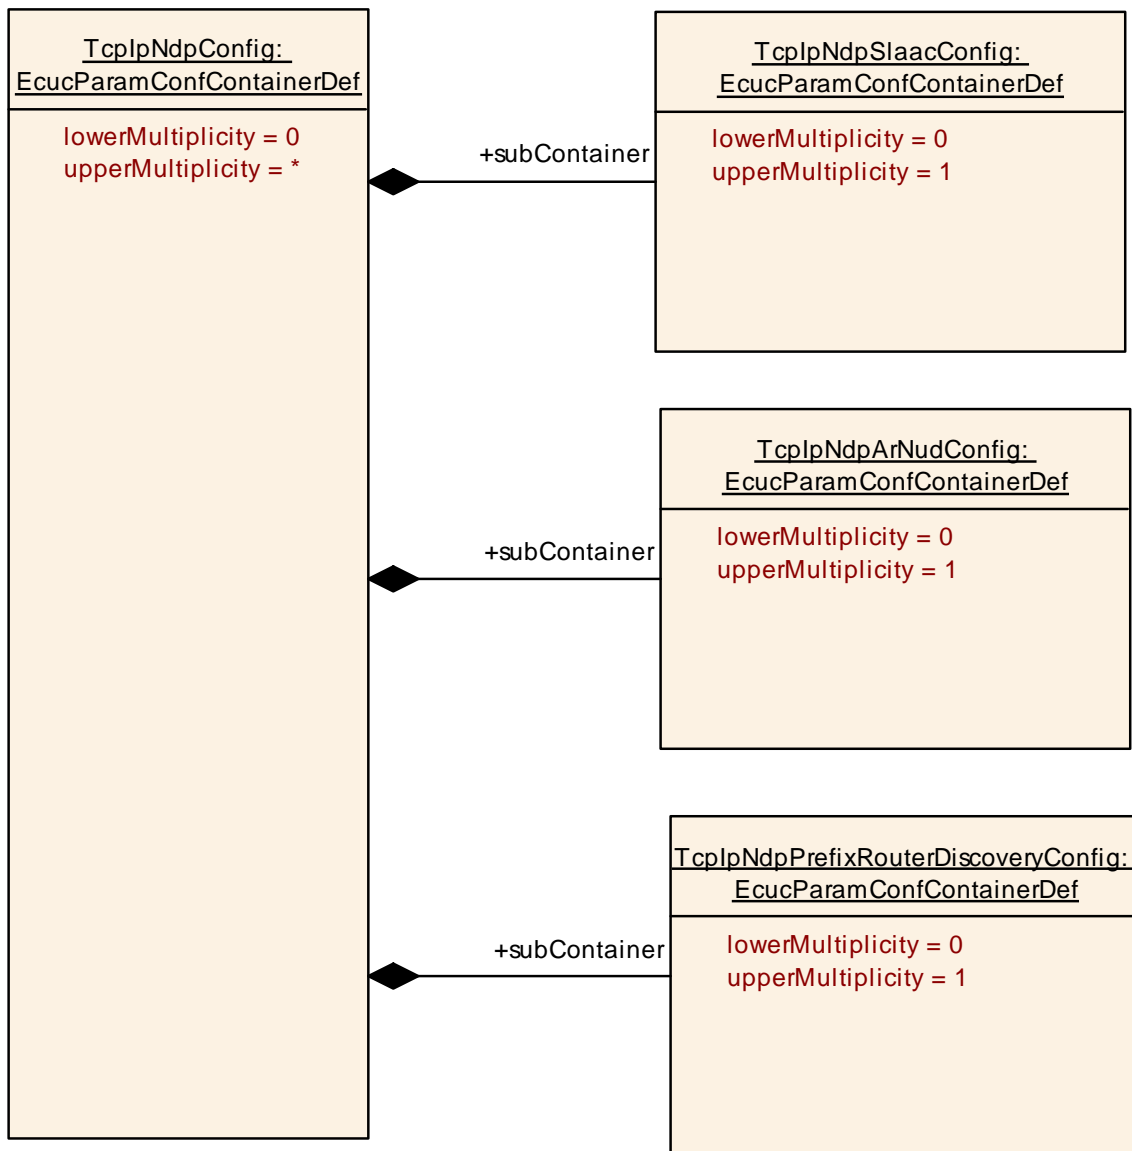 TcpIpNdpConfig:
EcucParamConfContainerDef
lowerMultiplicity = 0
upperMultiplicity = *
+subContainer
TcpIpNdpSlaacConfig:
EcucParamConfContainerDef
lowerMultiplicity = 0
upperMultiplicity = 1
+subContainer
TcpIpNdpArNudConfig:
EcucParamConfContainerDef
lowerMultiplicity = 0
upperMultiplicity = 1
+subContainer
TcpIpNdpPrefixRouterDiscoveryConfig:
EcucParamConfContainerDef
lowerMultiplicity = 0
upperMultiplicity = 1